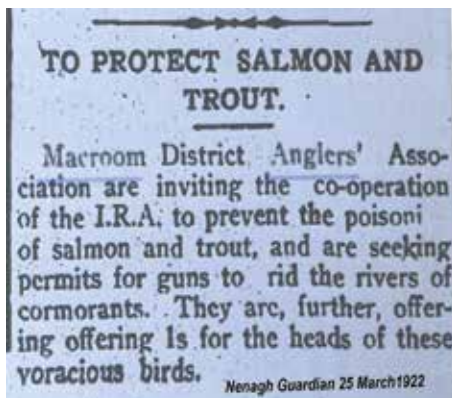 TO PROTECT SALMON AND
TROUT.
Macroom District Anglers' Asso-
ciation are inviting the co-operation
of the I.R.A. to prevent the poisoni
of salmon and trout, and are seeking
permits for guns to rid the rivers of
cormorants. They are, further, offer-
ing offering 1s for the heads of these
voracious birds.
Nenagh Guardian 25 March1922